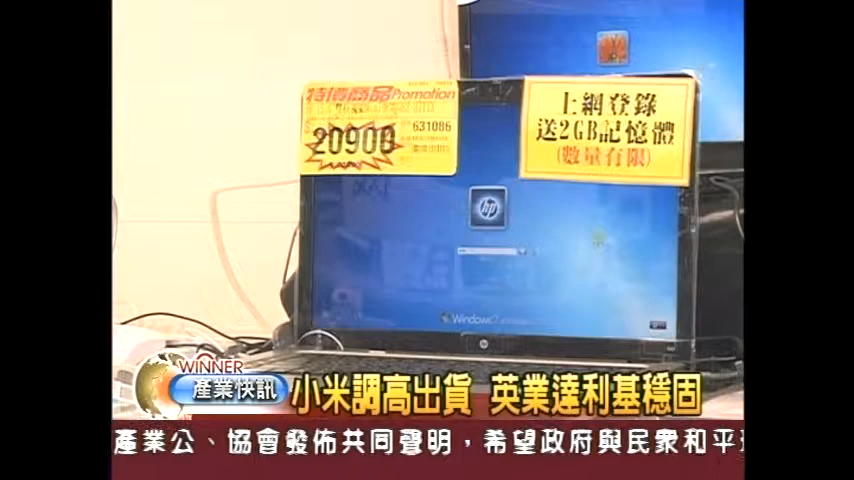 特價商品Promotion
20900
631086
上網登錄
送2GB記憶體
(數量有限)
hp
Windows 7
WINNER
產業快訊
小米調高出貨 英業達利基穩固
產業公、協會發佈共同聲明，希望政府與民眾和平